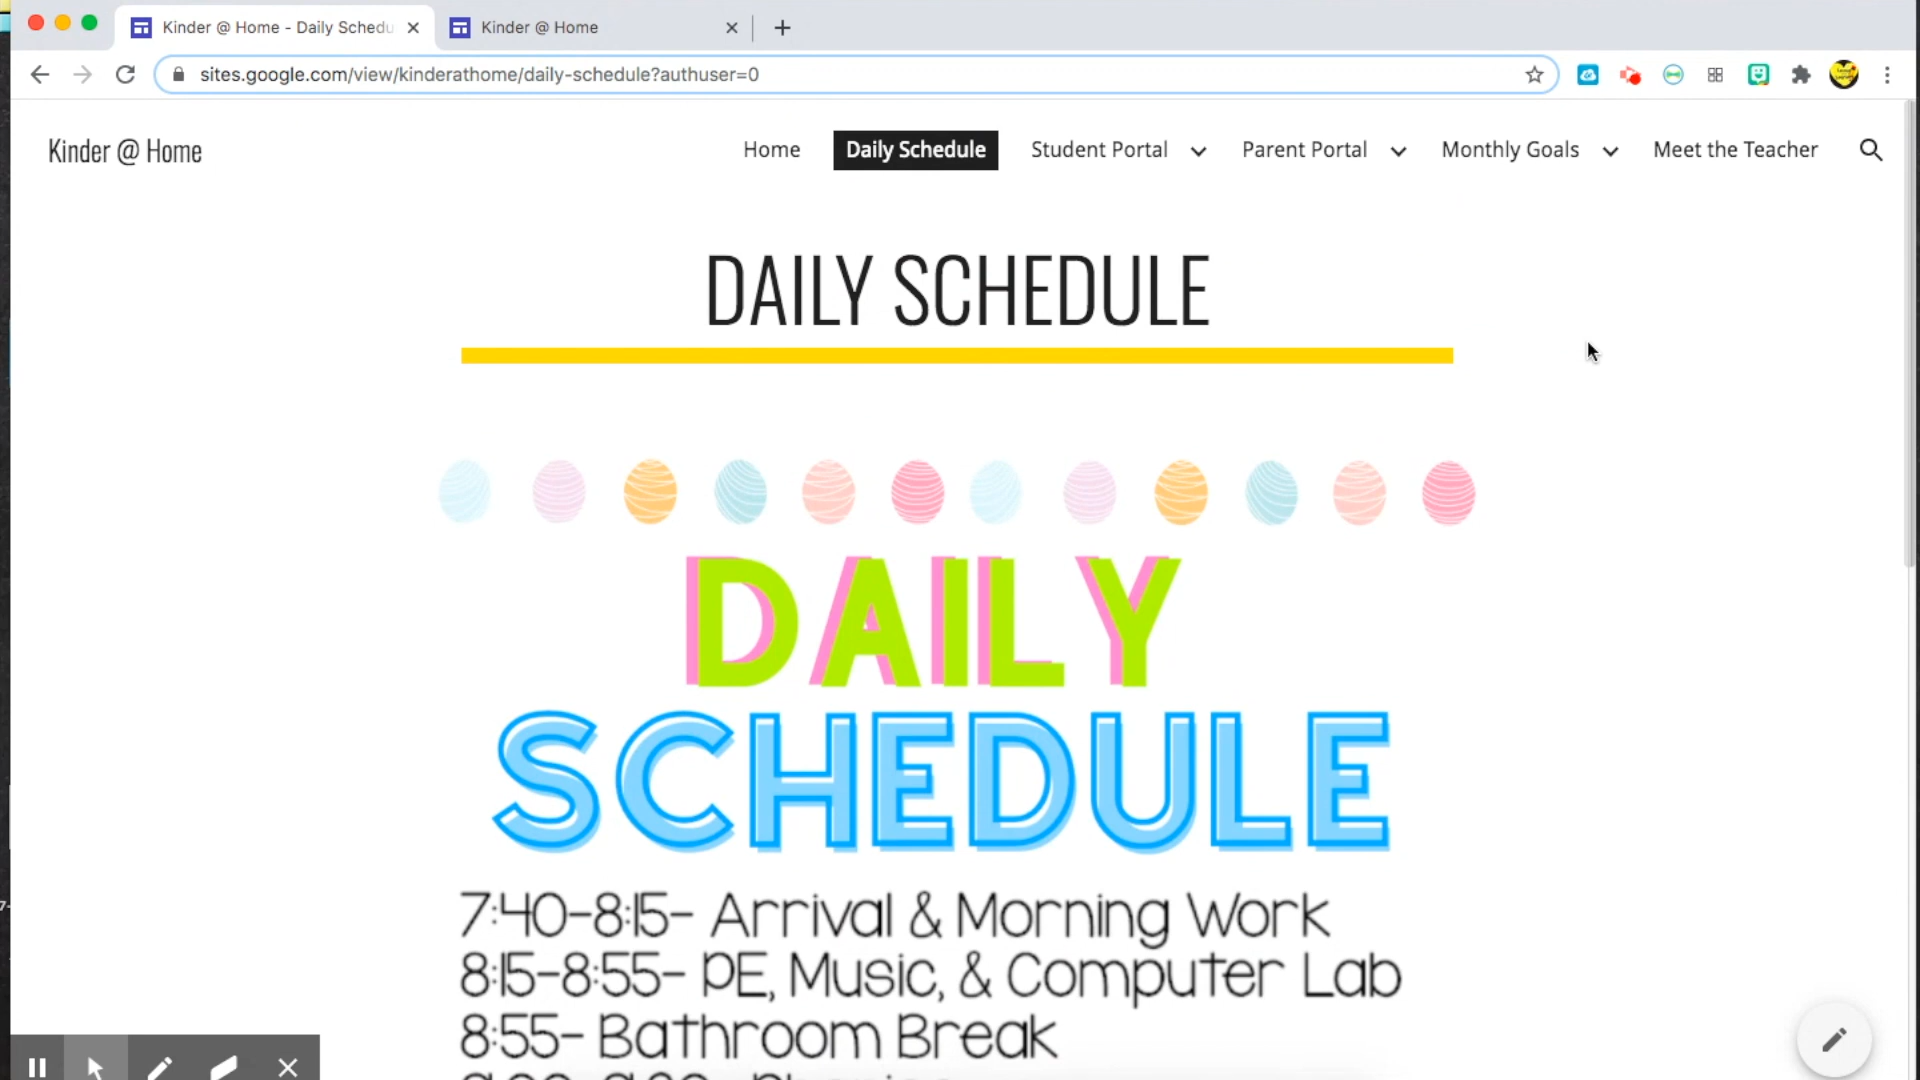 Kinder @ Home - Daily Schedu
Kinder @ Home
sites.google.com/view/kinderathome/daily-schedule?authuser=0
Kinder @ Home
Home
Daily Schedule
Student Portal
Parent Portal
Monthly Goals
Meet the Teacher
DAILY SCHEDULE
DAILY
SCHEDULE
7:40-8:15- Arrival & Morning Work
8:15-8:55- PE, Music, & Computer Lab
8:55- Bathroom Break